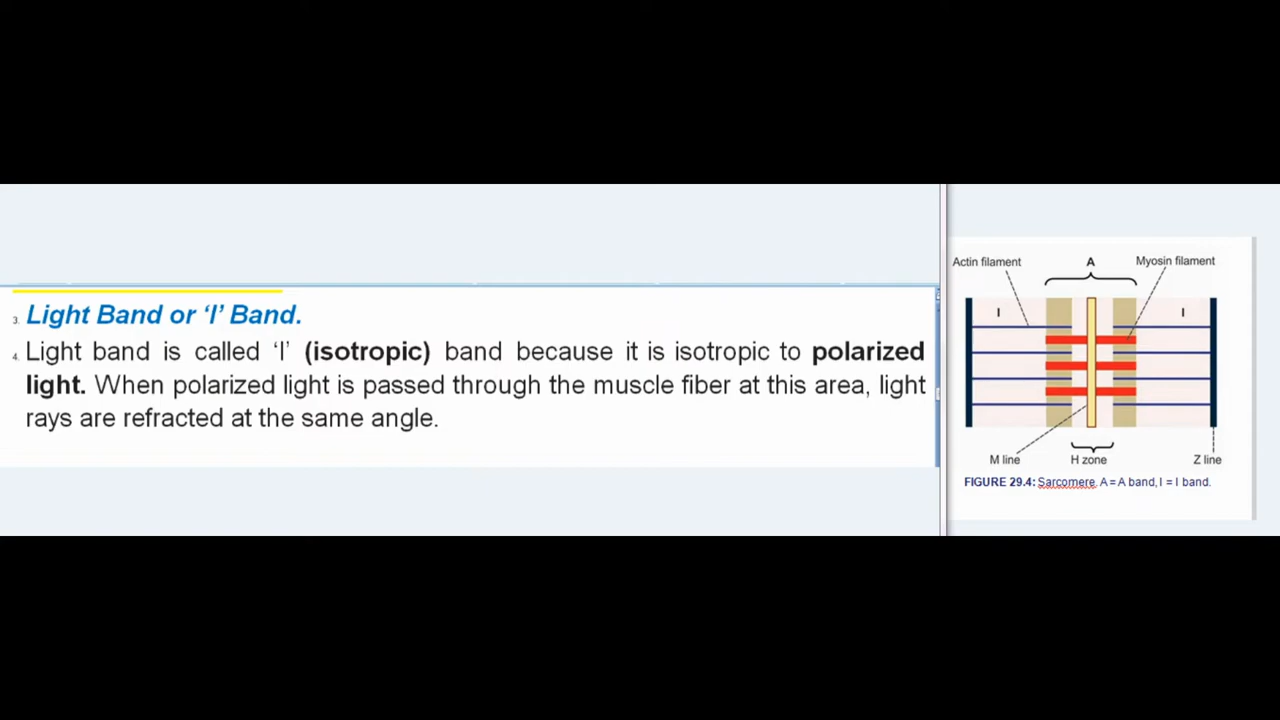 3. Light Band or ‘I’ Band.
4. Light band is called ‘I’ (isotropic) band because it is isotropic to polarized
light. When polarized light is passed through the muscle fiber at this area, light
rays are refracted at the same angle.
Actin filament A Myosin filament
I I
M line H zone Z line
FIGURE 29.4: Sarcomere. A = A band, I = I band.